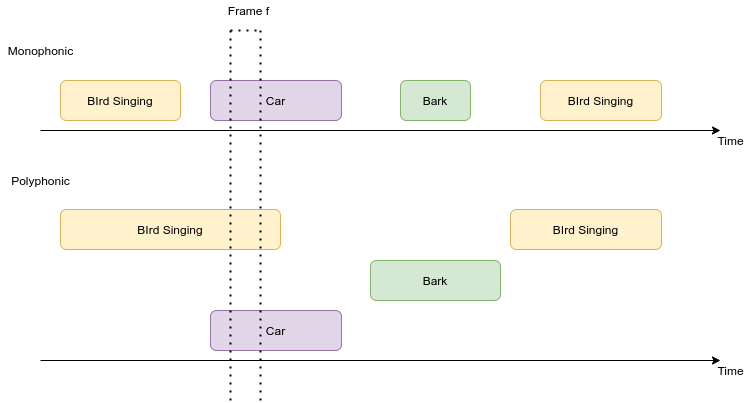 Frame f
Monophonic
BIrd Singing
Car
Bark
BIrd Singing
Time
Polyphonic
BIrd Singing
BIrd Singing
Bark
Car
Time